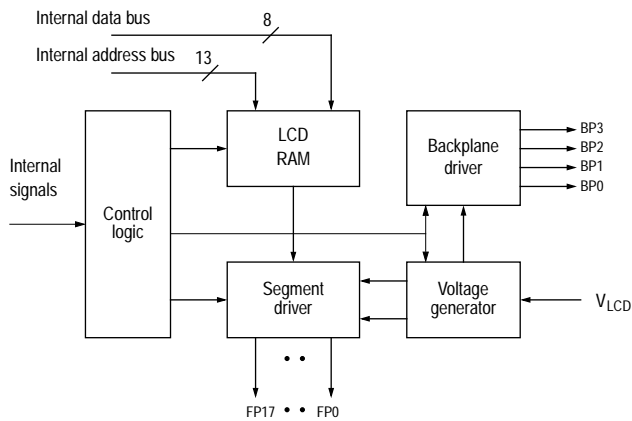 Internal data bus
8
Internal address bus
13
LCD
RAM
Backplane
driver
BP3
BP2
BP1
BP0
Internal
signals
Control
logic
Segment
driver
Voltage
generator
VLCD
FP17 • • FP0